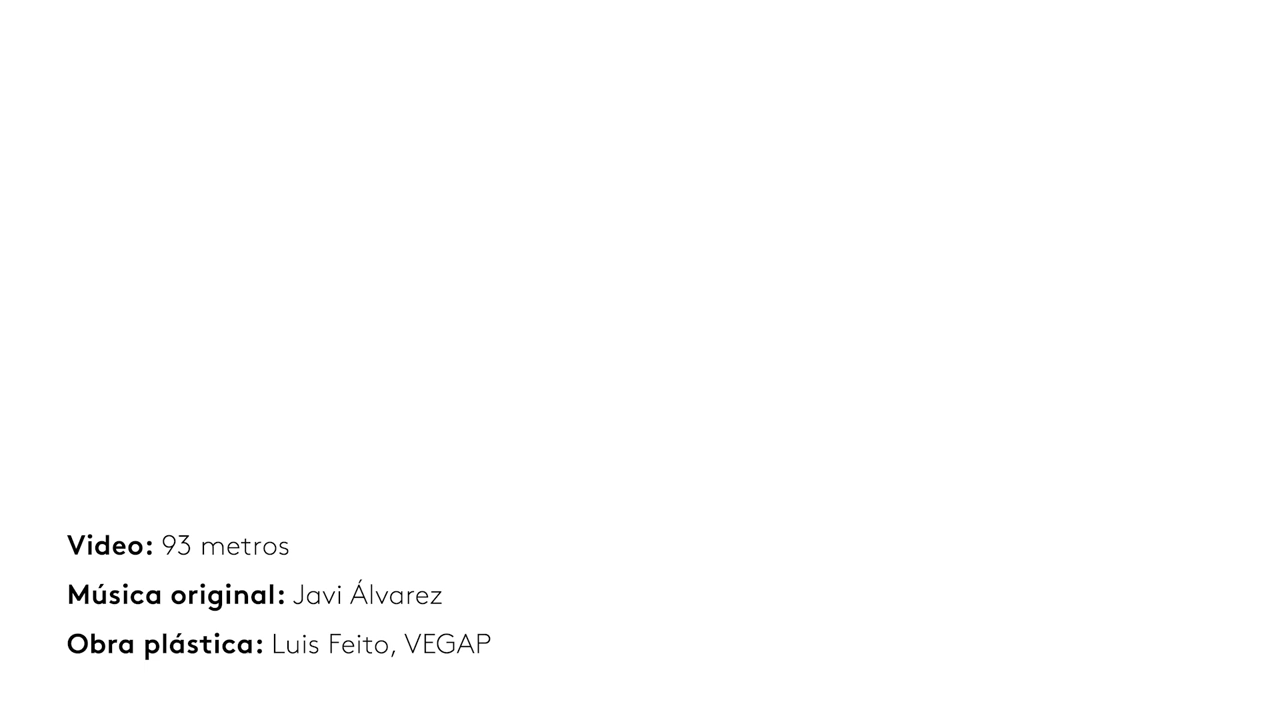 Video: 93 metros
Música original: Javi Álvarez
Obra plástica: Luis Feito, VEGAP